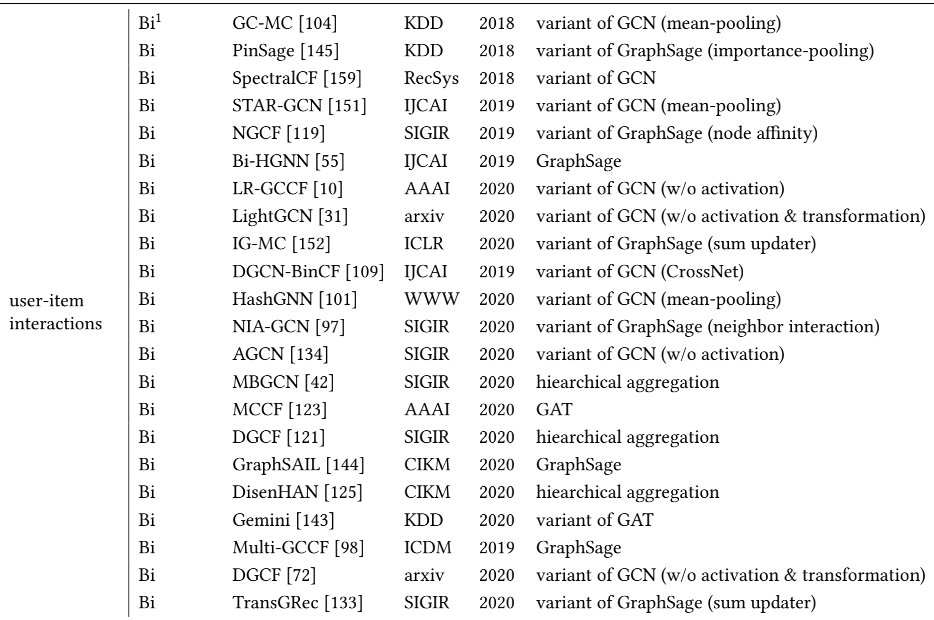 Bi¹ GC-MC [104] KDD 2018 variant of GCN (mean-pooling)
Bi PinSage [145] KDD 2018 variant of GraphSage (importance-pooling)
Bi SpectralCF [159] RecSys 2018 variant of GCN
Bi STAR-GCN [151] IJCAI 2019 variant of GCN (mean-pooling)
Bi NGCF [119] SIGIR 2019 variant of GraphSage (node affinity)
Bi Bi-HGNN [55] IJCAI 2019 GraphSage
Bi LR-GCCF [10] AAAI 2020 variant of GCN (w/o activation)
Bi LightGCN [31] arxiv 2020 variant of GCN (w/o activation & transformation)
Bi IG-MC [152] ICLR 2020 variant of GraphSage (sum updater)
Bi DGCN-BinCF [109] IJCAI 2019 variant of GCN (CrossNet)
user-item
interactions
Bi HashGNN [101] WWW 2020 variant of GCN (mean-pooling)
Bi NIA-GCN [97] SIGIR 2020 variant of GraphSage (neighbor interaction)
Bi AGCN [134] SIGIR 2020 variant of GCN (w/o activation)
Bi MBGCN [42] SIGIR 2020 hiearchical aggregation
Bi MCCF [123] AAAI 2020 GAT
Bi DGCF [121] SIGIR 2020 hiearchical aggregation
Bi GraphSAIL [144] CIKM 2020 GraphSage
Bi DisenHAN [125] CIKM 2020 hiearchical aggregation
Bi Gemini [143] KDD 2020 variant of GAT
Bi Multi-GCCF [98] ICDM 2019 GraphSage
Bi DGCF [72] arxiv 2020 variant of GCN (w/o activation & transformation)
Bi TransGRec [133] SIGIR 2020 variant of GraphSage (sum updater)